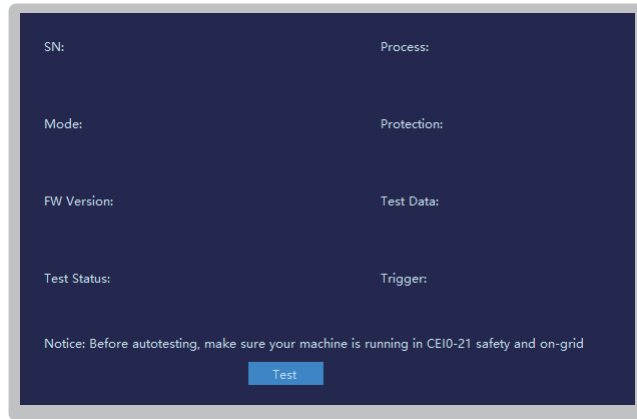 SN:
Process:
Mode:
Protection:
FW Version:
Test Data:
Test Status:
Trigger:
Notice: Before autotesting, make sure your machine is running in CEI0-21 safety and on-grid
Test